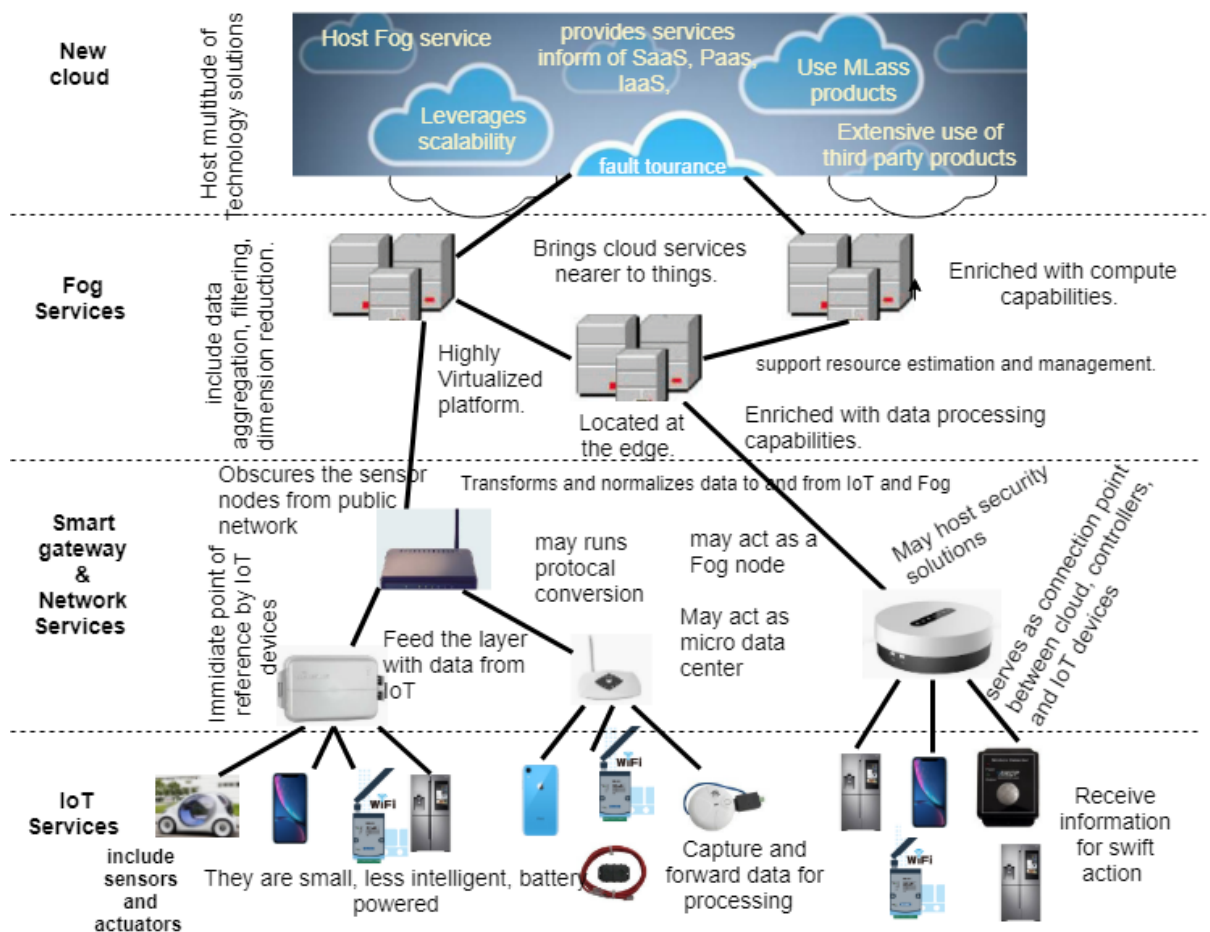 New
cloud
Host multitude of
Technology solutions
Host Fog service
provides services
inform of SaaS, Paas,
IaaS,
Use MLass
products
Leverages
scalability
Extensive use of
third party products
fault tourance
Fog
Services
include data
aggregation, filtering,
dimension reduction.
Brings cloud services
nearer to things.
Enriched with compute
capabilities.
Highly
Virtualized
platform.
support resource estimation and management.
Located at
the edge.
Enriched with data processing
capabilities.
Smart
gateway
&
Network
Services
Obscures the sensor
nodes from public
network
Transforms and normalizes data to and from IoT and Fog
Immidiate point of
reference by IoT
devices
may runs
protocal
conversion
may act as a
Fog node
May host security
solutions
serves as connection point
between cloud, controllers,
and IoT devices
Feed the layer
with data from
IoT
May act as
micro data
center
IoT
Services
include
sensors
and
actuators
WiFi
WiFi
WiFi
They are small, less intelligent, battery
powered
Capture and
forward data for
processing
Receive
information
for swift
action